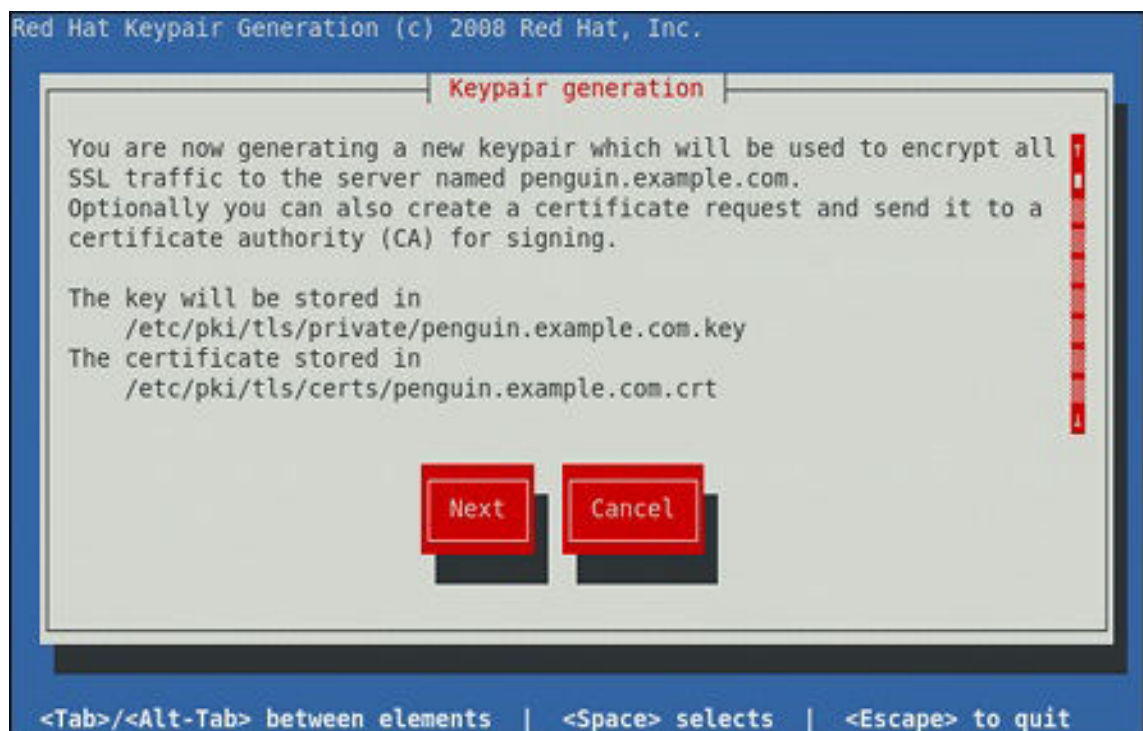 Red Hat Keypair Generation (c) 2008 Red Hat, Inc.
Keypair generation
You are now generating a new keypair which will be used to encrypt all
SSL traffic to the server named penguin.example.com.
Optionally you can also create a certificate request and send it to a
certificate authority (CA) for signing.
The key will be stored in
/etc/pki/tls/private/penguin.example.com.key
The certificate stored in
/etc/pki/tls/certs/penguin.example.com.crt
Next Cancel
<Tab>/<Alt-Tab> between elements | <Space> selects | <Escape> to quit